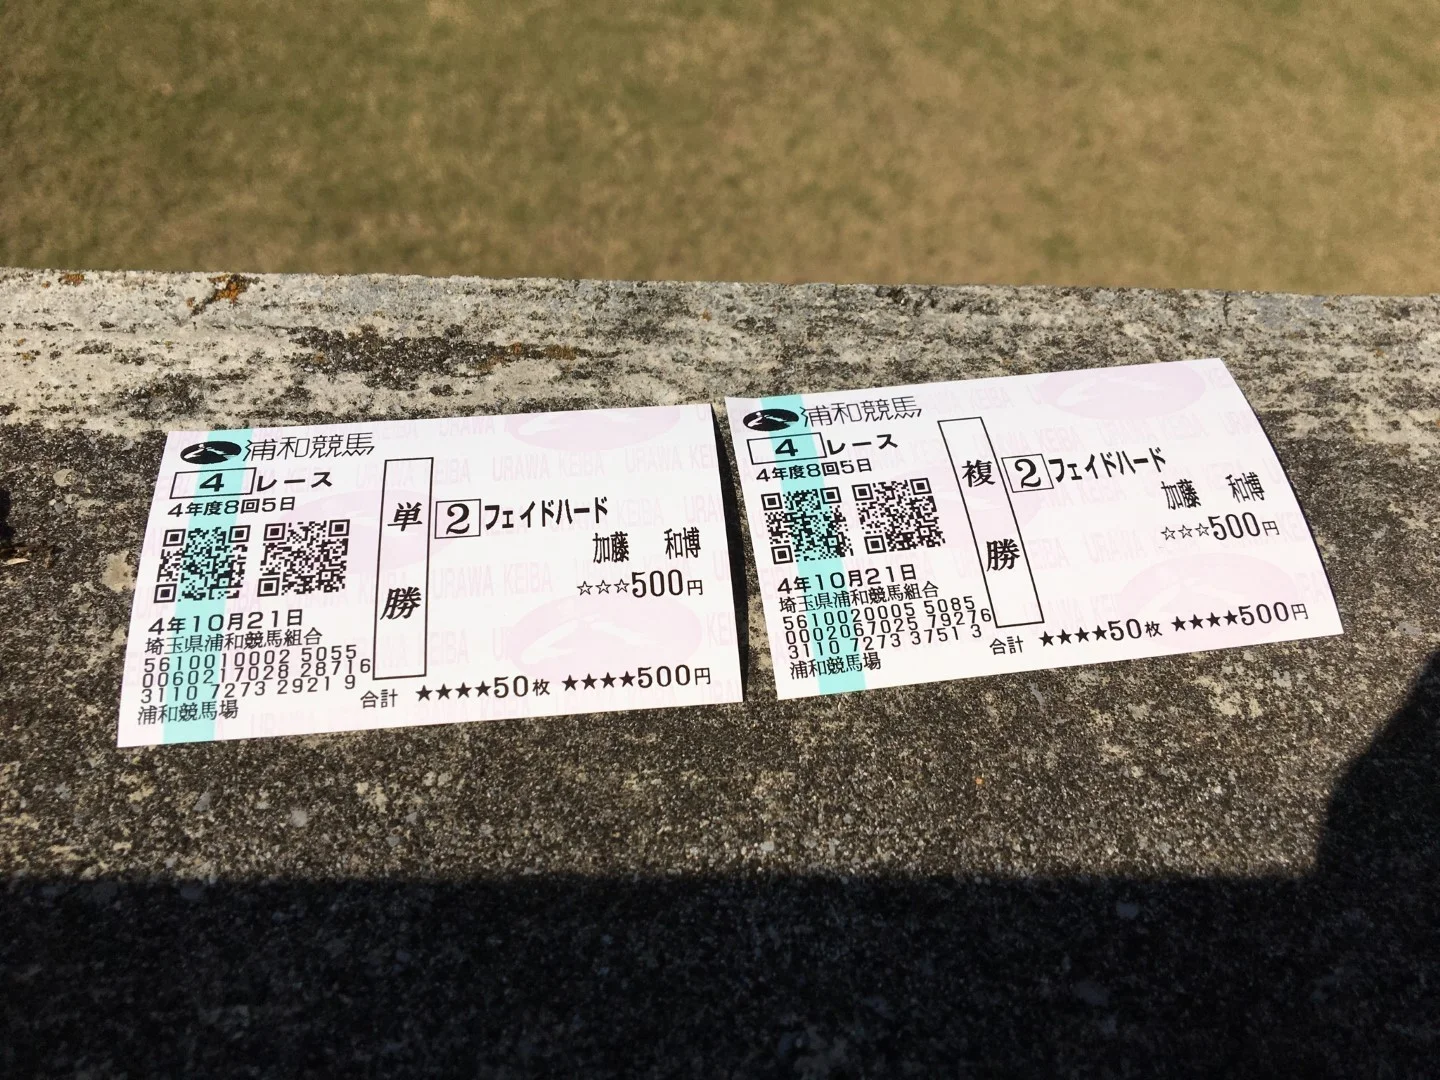 浦和競馬
4 レース
4年度8回5日
4年10月21日
埼玉県浦和競馬組合
5610010002 5055
0060217028 28716
3110 7273 2921 9
浦和競馬場
単勝
2 フェイドハード
加藤 和博
☆☆☆500円
合計 ★★★★50枚 ★★★★500円
浦和競馬
4 レース
4年度8回5日
4年10月21日
埼玉県浦和競馬組合
5610020005 5085
0002067025 79276
3110 7273 3751 3
浦和競馬場
複勝
2 フェイドハード
加藤 和博
☆☆☆500円
合計 ★★★★50枚 ★★★★500円
URAWA KEIBA